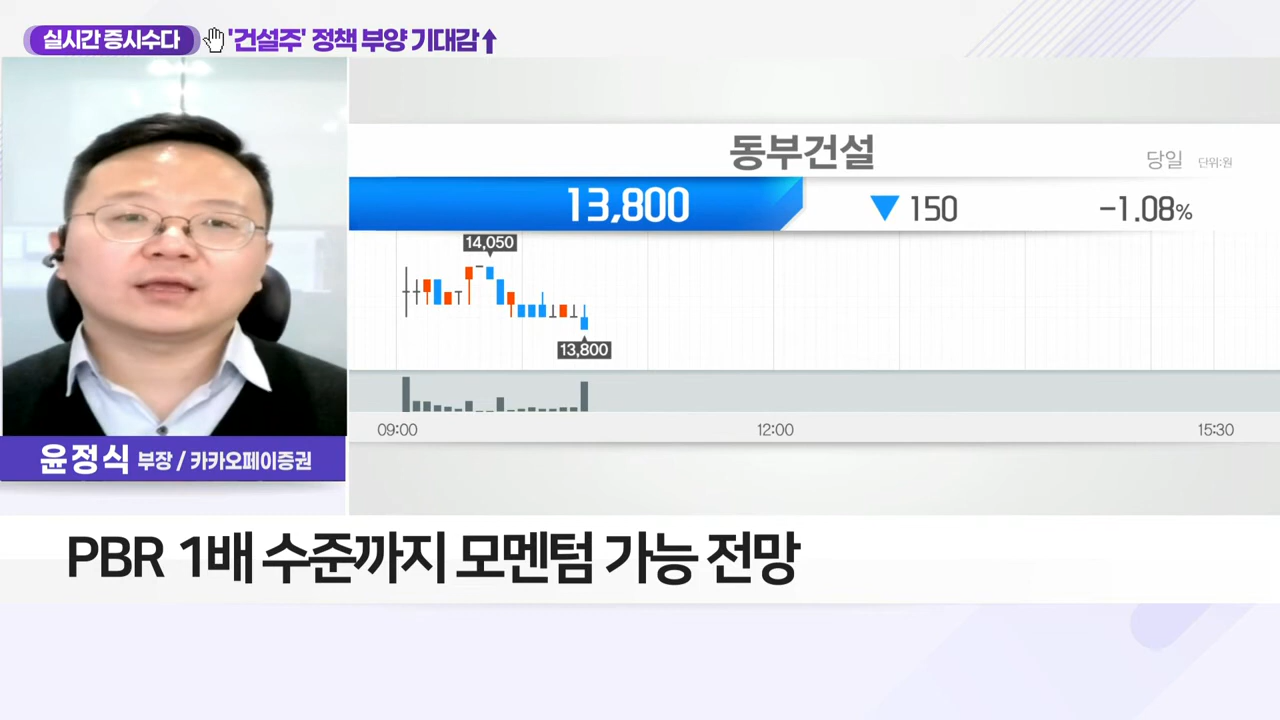 실시간 증시수다 '건설주' 정책 부양 기대감↑
동부건설
당일 단위:원
13,800 ▼ 150 -1.08%
14,050
13,800
09:00 12:00 15:30
윤정식 부장 / 카카오페이증권
PBR 1배 수준까지 모멘텀 가능 전망